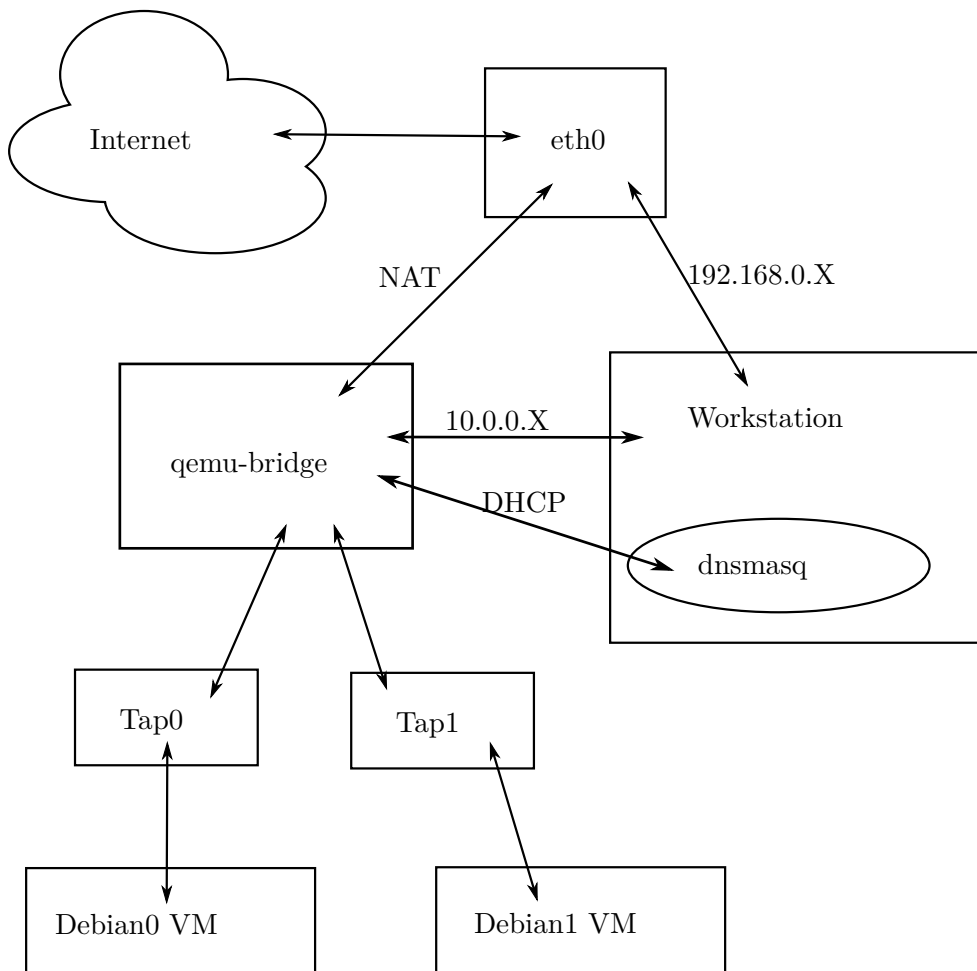 Internet
eth0
NAT
192.168.0.X
10.0.0.X
Workstation
qemu-bridge
DHCP
dnsmasq
Tap0
Tap1
Debian0 VM
Debian1 VM